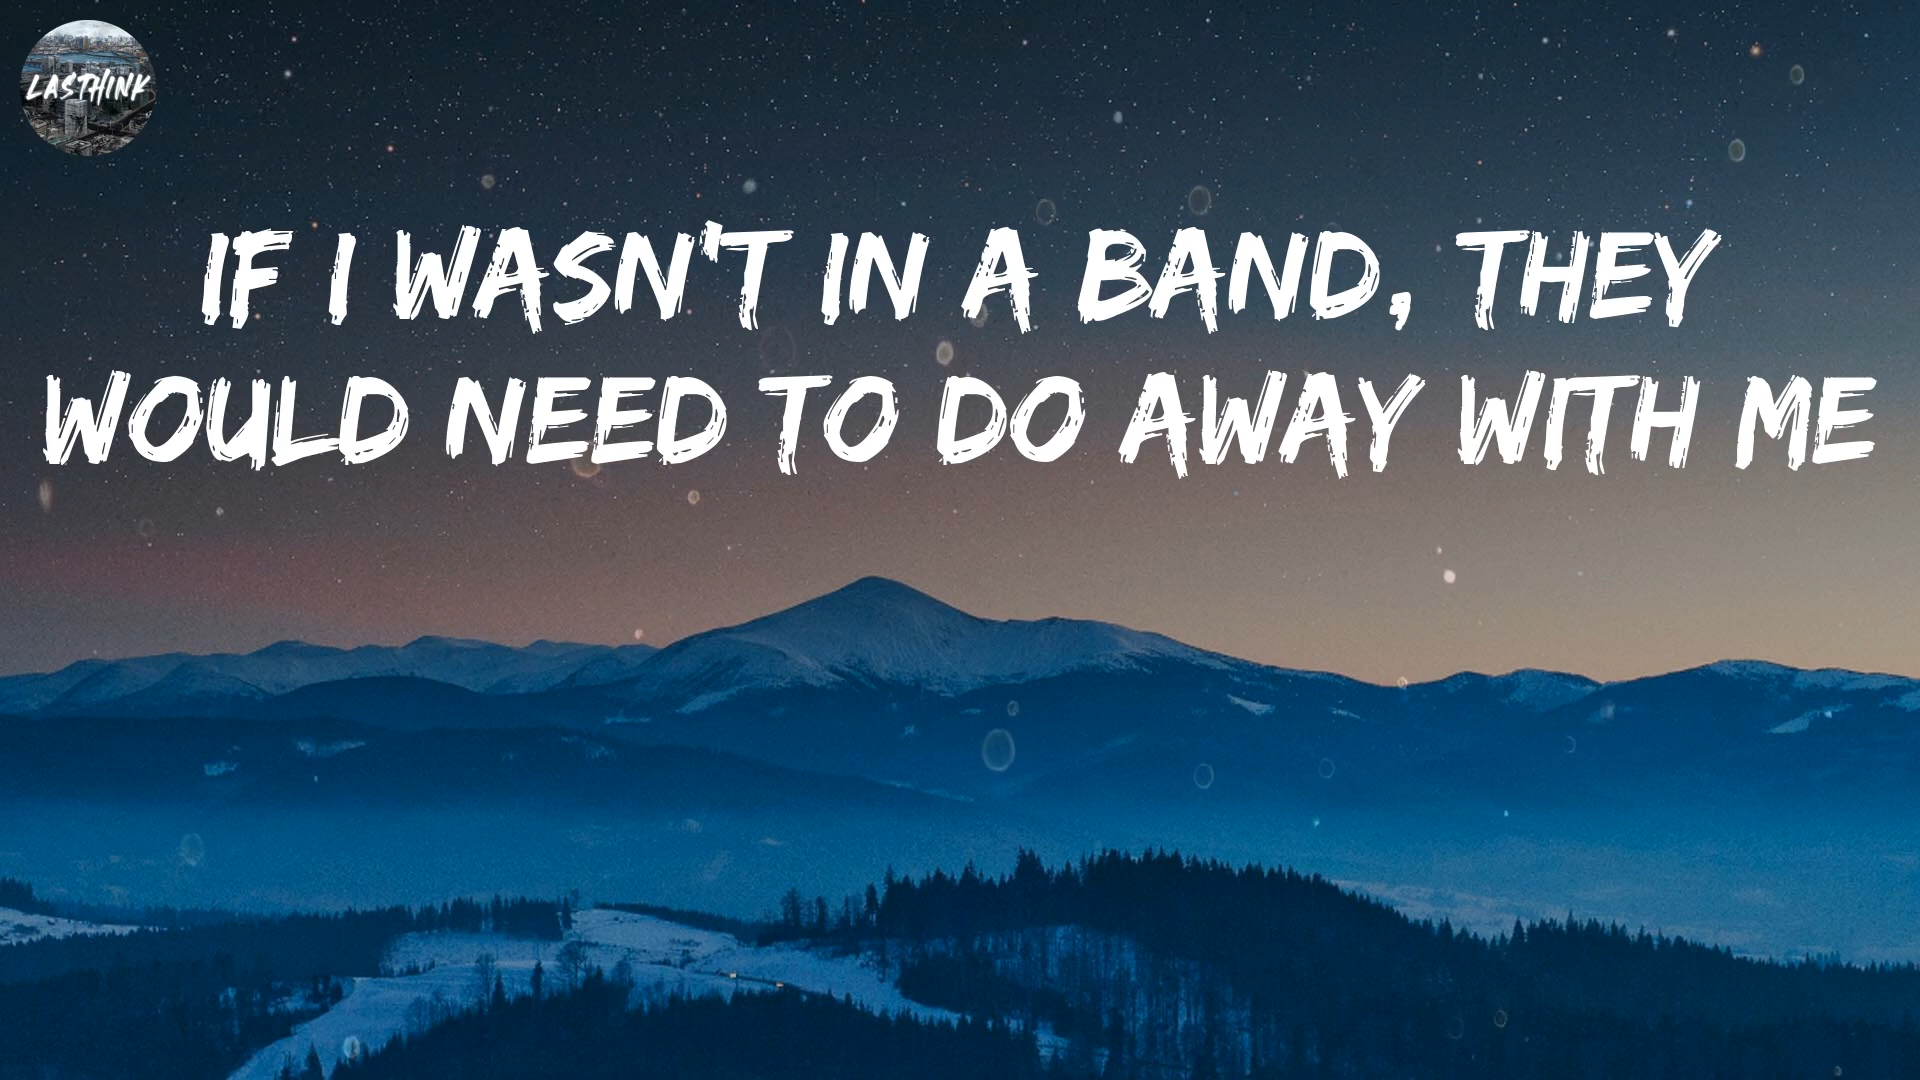 LASTHINK
IF I WASN'T IN A BAND, THEY
WOULD NEED TO DO AWAY WITH ME